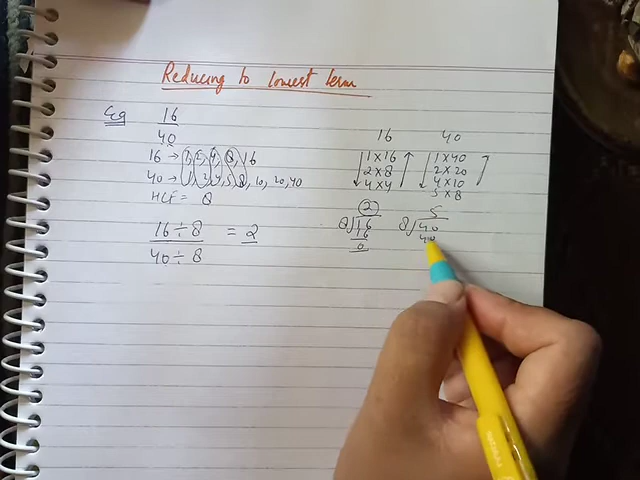 Reducing to lowest term
Eg 16
40
16 → 1, 2, 4, 8, 16
40 → 1, 2, 4, 5, 8, 10, 20, 40
HCF = 8
16 ÷ 8 = 2
40 ÷ 8
16 40
1 × 16 1 × 40
2 × 8 2 × 20
4 × 4 4 × 10
5 × 8
2 5
8 16 8 40
16 40
0